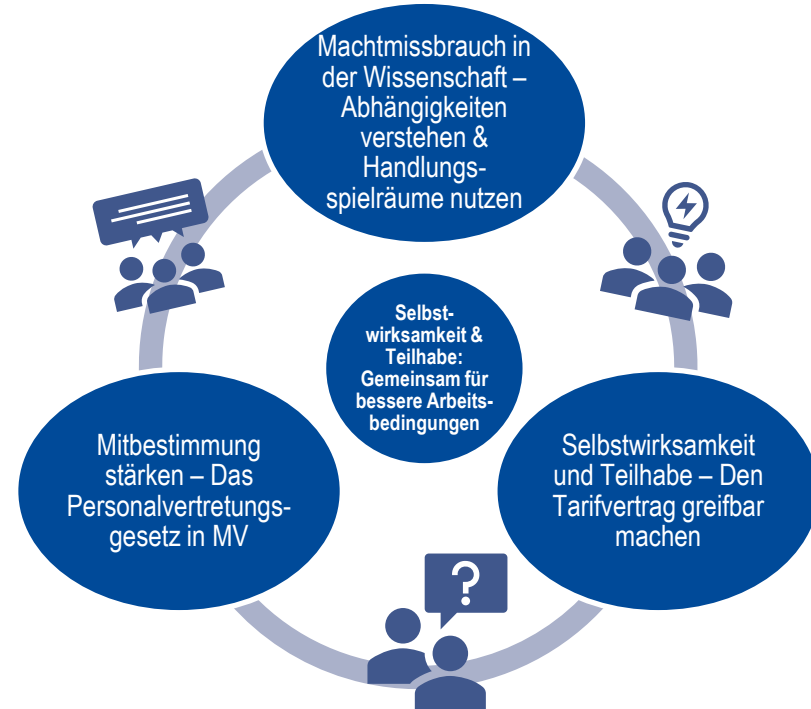 Machtmissbrauch in
der Wissenschaft –
Abhängigkeiten
verstehen &
Handlungs-
spielräume nutzen
Selbst-
wirksamkeit &
Teilhabe:
Gemeinsam für
bessere Arbeits-
bedingungen
Mitbestimmung
stärken – Das
Personalvertretungs-
gesetz in MV
Selbstwirksamkeit
und Teilhabe – Den
Tarifvertrag greifbar
machen
?